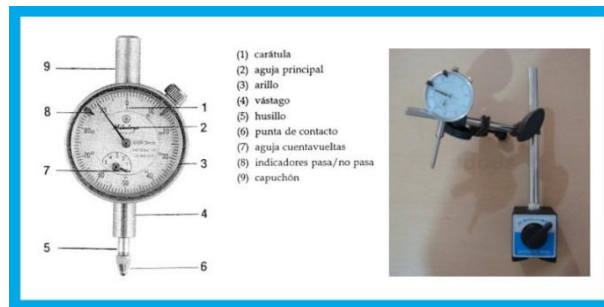 (1) carátula
(2) aguja principal
(3) arillo
(4) vástago
(5) husillo
(6) punta de contacto
(7) aguja cuentavueltas
(8) indicadores pasa/no pasa
(9) capuchón
9
8
1
2
7
3
4
5
6